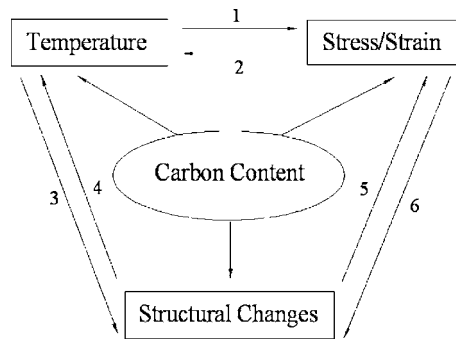 1
Temperature
Stress/Strain
2
Carbon Content
3
4
5
6
Structural Changes